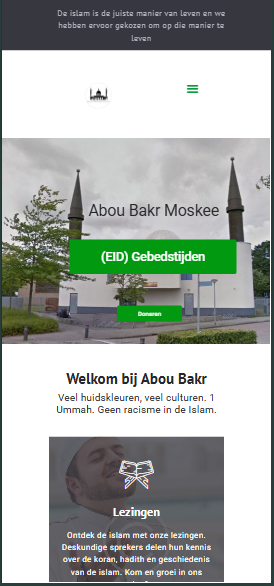 De islam is de juiste manier van leven en we
hebben ervoor gekozen om op die manier te
leven
Abou Bakr Moskee
(EID) Gebedstijden
Doneren
Welkom bij Abou Bakr
Veel huidskleuren, veel culturen. 1
Ummah. Geen racisme in de Islam.
Lezingen
Ontdek de islam met onze lezingen.
Deskundige sprekers delen hun kennis
over de koran, hadith en geschiedenis
van de islam. Kom en groei in ons